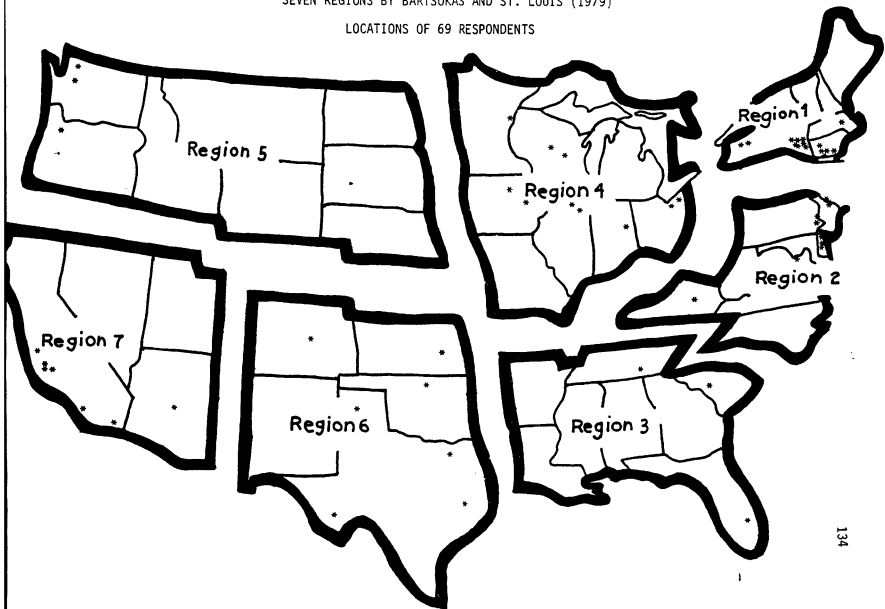 SEVEN REGIONS BY BARTSOKAS AND ST. LOUIS (1979)
LOCATIONS OF 69 RESPONDENTS
Region 1
Region 5
Region 4
Region 2
Region 7
Region 6
Region 3
134